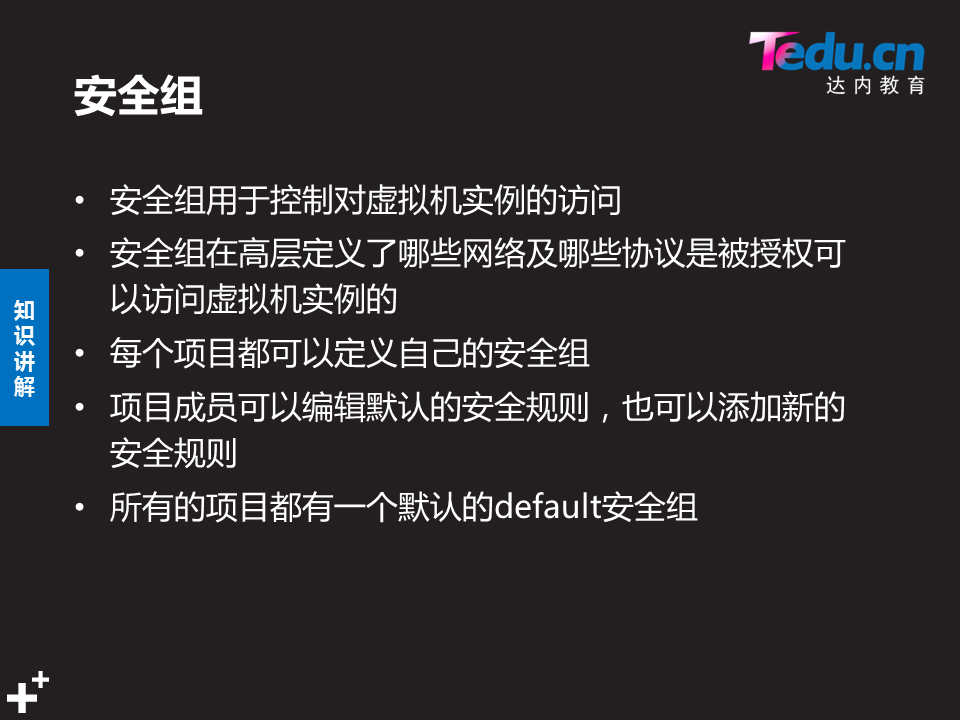 Tedu.cn
达内教育
安全组
• 安全组用于控制对虚拟机实例的访问
• 安全组在高层定义了哪些网络及哪些协议是被授权可
以访问虚拟机实例的
• 每个项目都可以定义自己的安全组
• 项目成员可以编辑默认的安全规则，也可以添加新的
安全规则
• 所有的项目都有一个默认的default安全组
知
识
讲
解